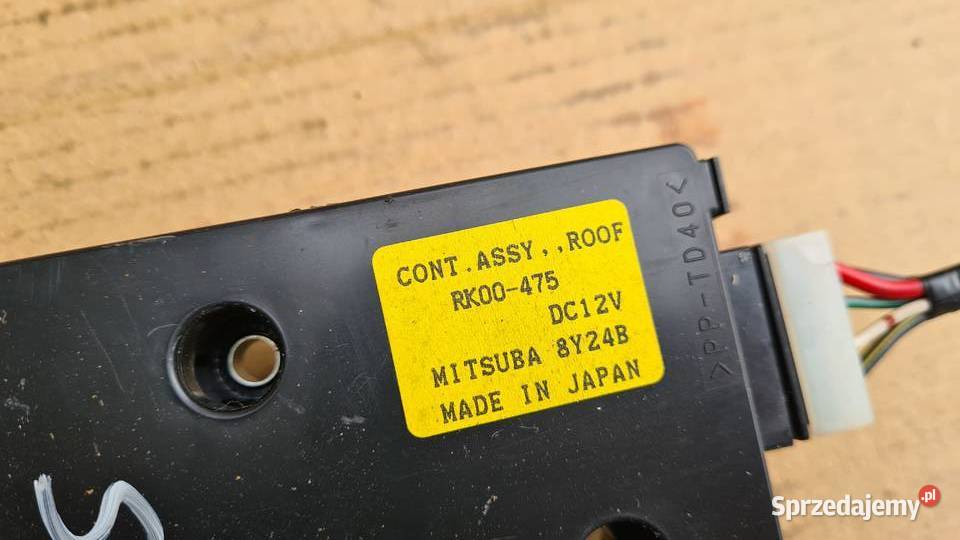 CONT.ASSY,,ROOF
RK00-475
DC12V
MITSUBA 8Y24B
MADE IN JAPAN
>PP-TD40<
S
Sprzedajemy.pl